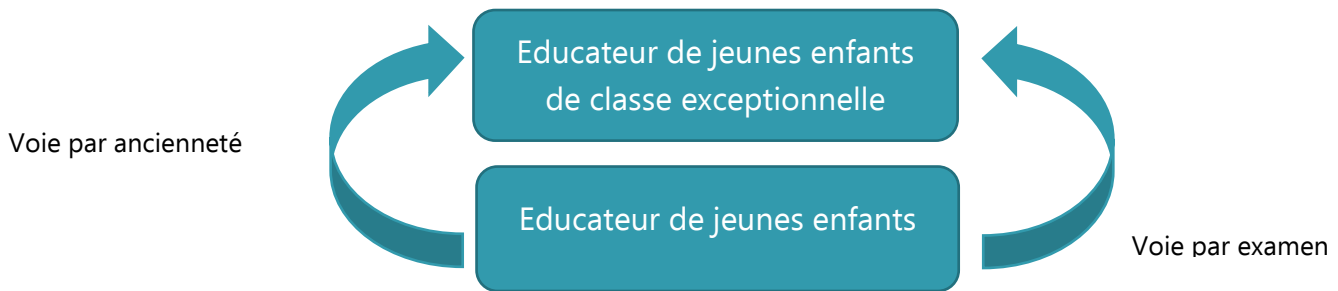 Educateur de jeunes enfants
de classe exceptionnelle
Voie par ancienneté
Educateur de jeunes enfants
Voie par examen